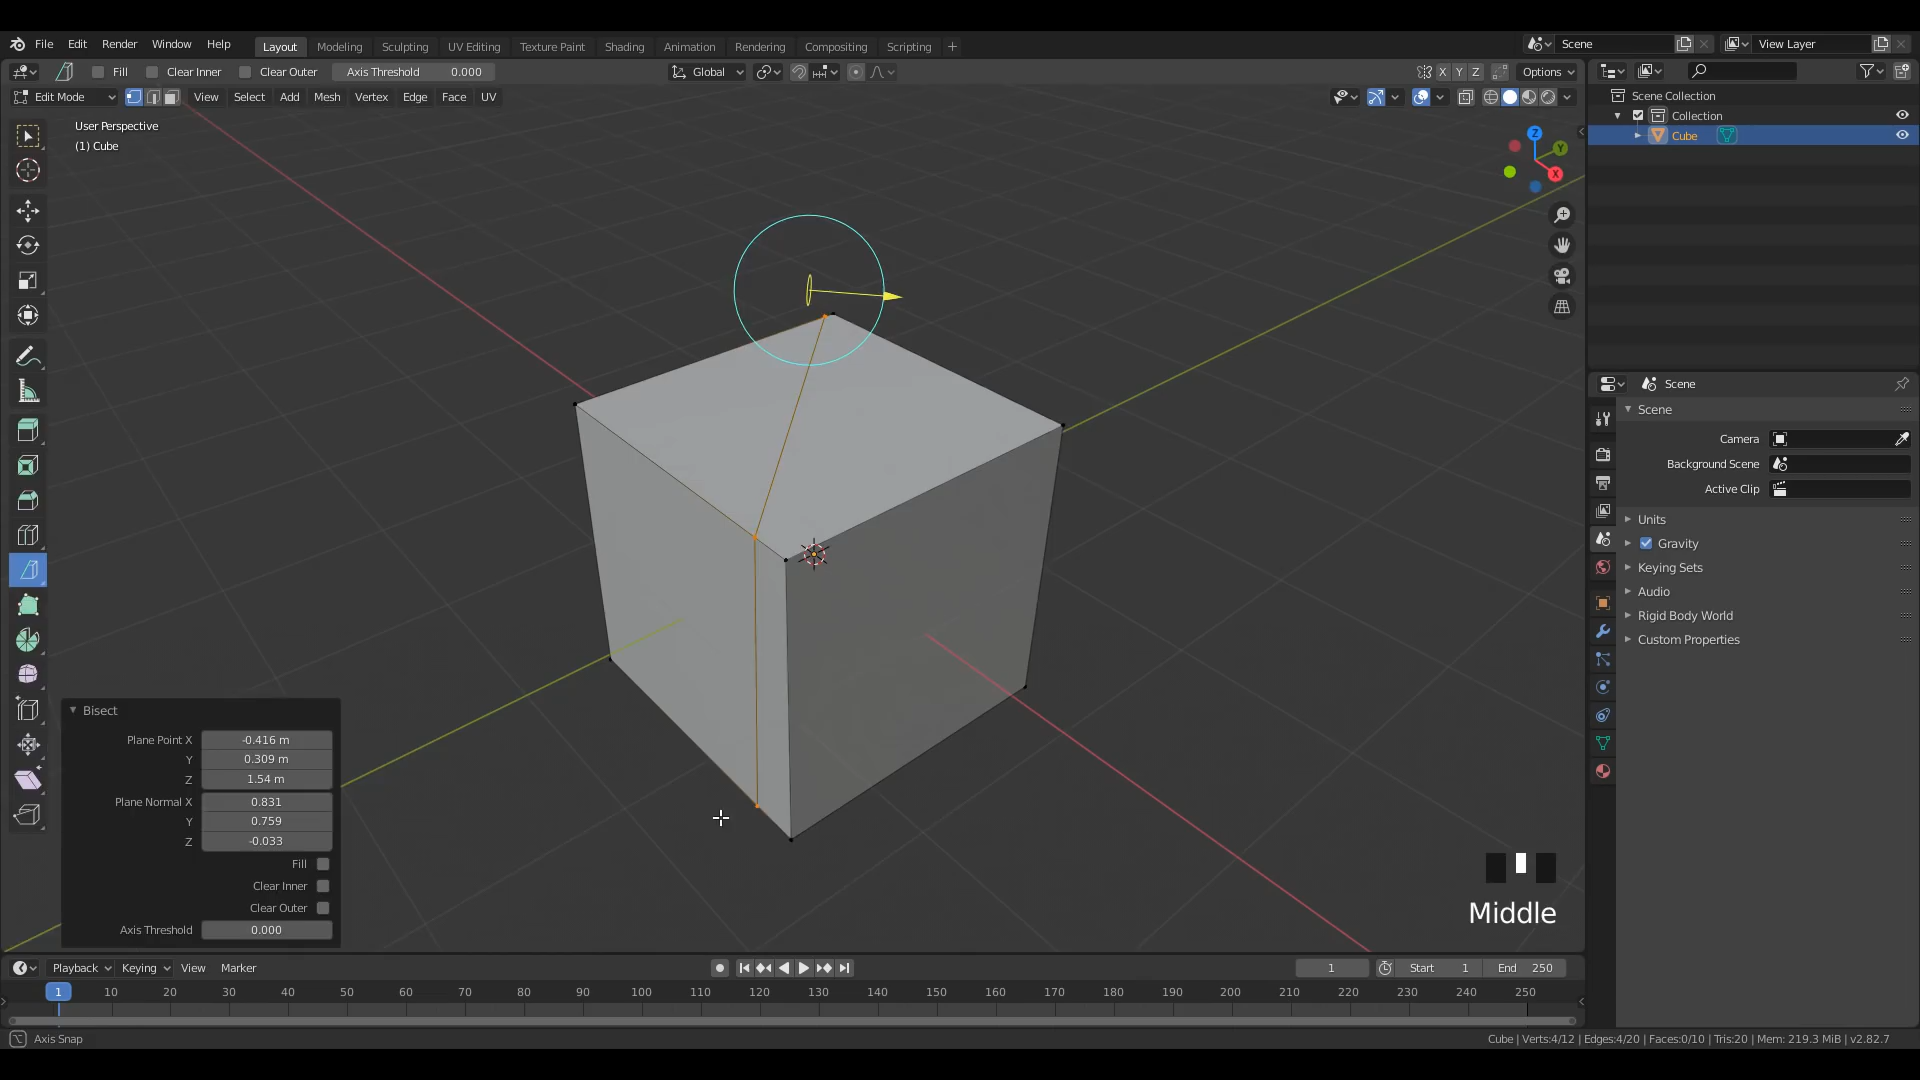 File Edit Render Window Help Layout Modeling Sculpting UV Editing Texture Paint Shading Animation Rendering Compositing Scripting + Scene View Layer
Fill Clear Inner Clear Outer Axis Threshold 0.000 Global X Y Z Options
Edit Mode View Select Add Mesh Vertex Edge Face UV
User Perspective
(1) Cube
Z
Y
X
Scene Collection
Collection
Cube
Scene
Scene
Camera
Background Scene
Active Clip
Units
Gravity
Keying Sets
Audio
Rigid Body World
Custom Properties
Bisect
Plane Point X -0.416 m
Y 0.309 m
Z 1.54 m
Plane Normal X 0.831
Y 0.759
Z -0.033
Fill
Clear Inner
Clear Outer
Axis Threshold 0.000
Middle
Playback Keying View Marker 1 Start 1 End 250
1 10 20 30 40 50 60 70 80 90 100 110 120 130 140 150 160 170 180 190 200 210 220 230 240 250
Axis Snap Cube | Verts:4/12 | Edges:4/20 | Faces:0/10 | Tris:20 | Mem: 219.3 MiB | v2.82.7